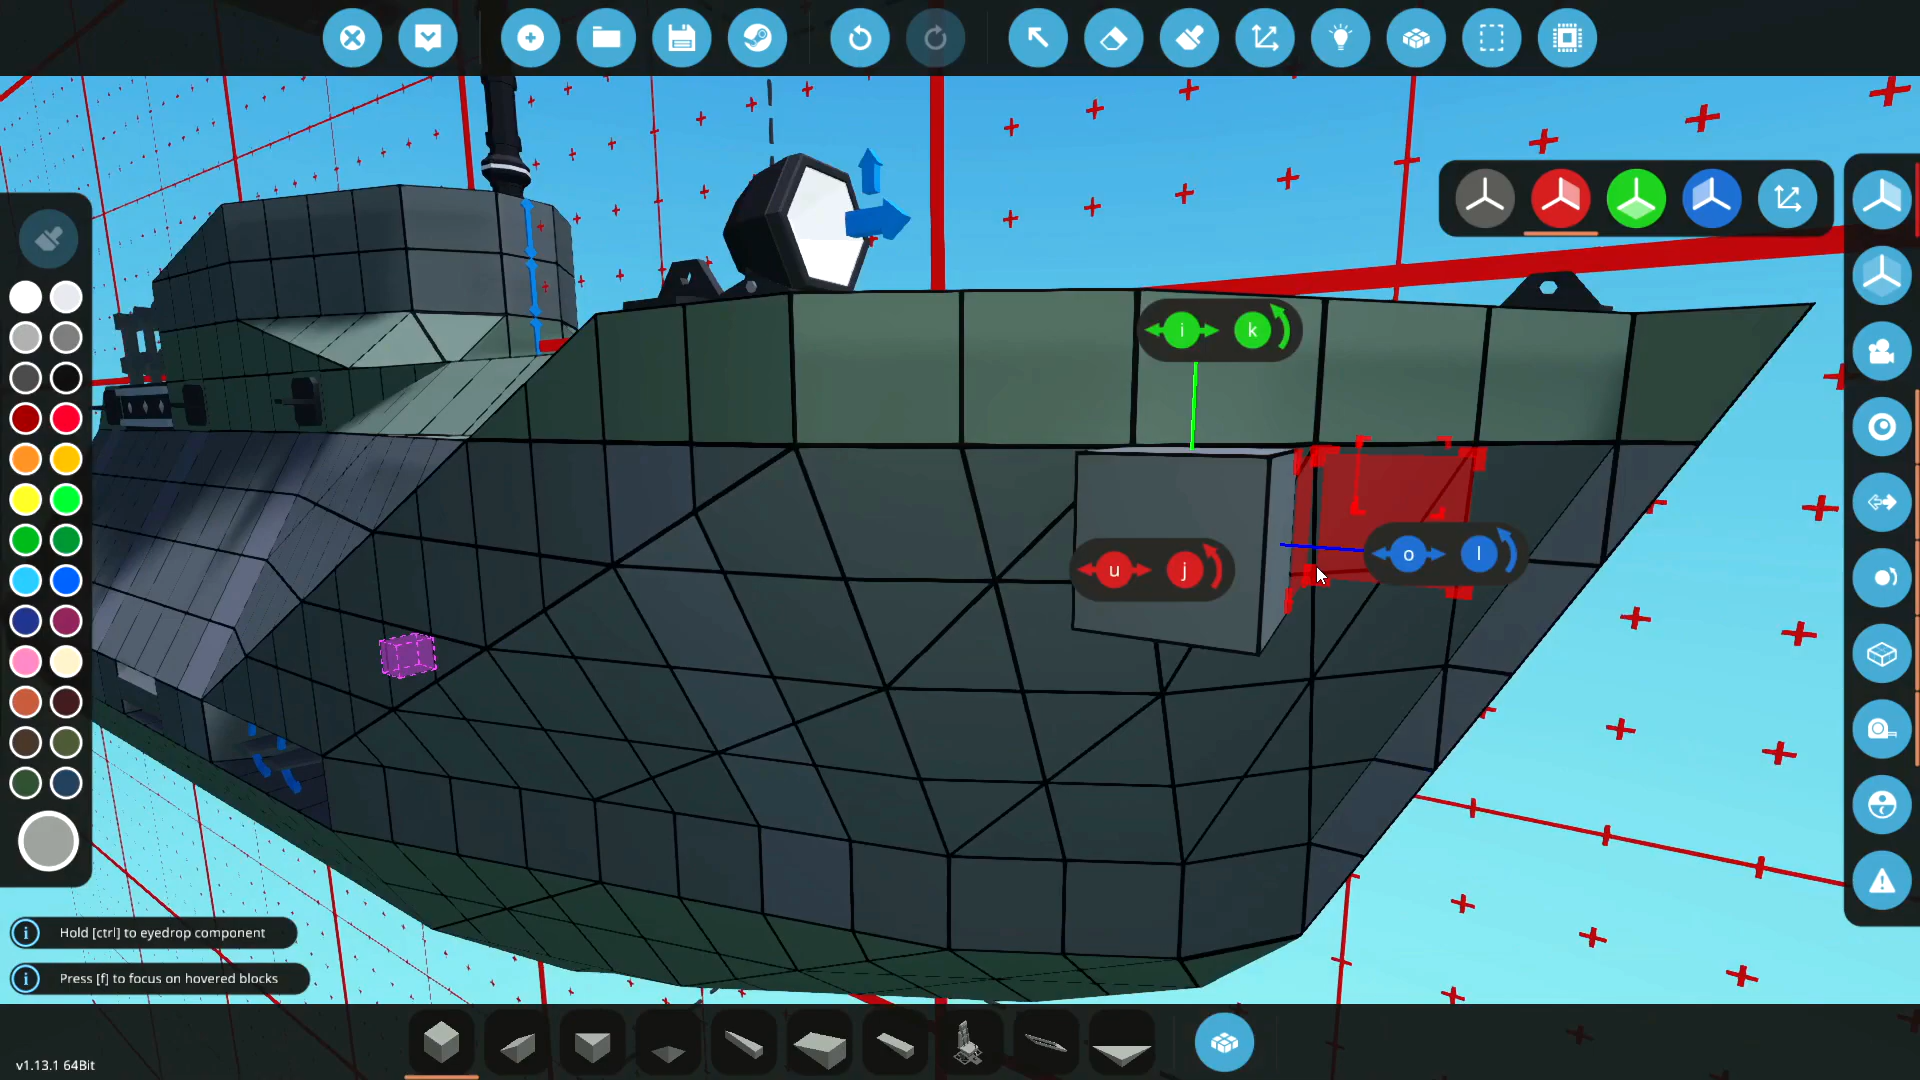 i k
u j
o l
Hold [ctrl] to eyedrop component
Press [f] to focus on hovered blocks
v1.13.1 64Bit